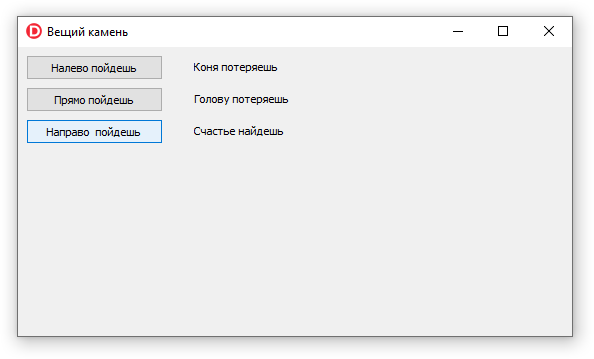 Вещий камень
Налево пойдешь Коня потеряешь
Прямо пойдешь Голову потеряешь
Направо  пойдешь Счастье найдешь